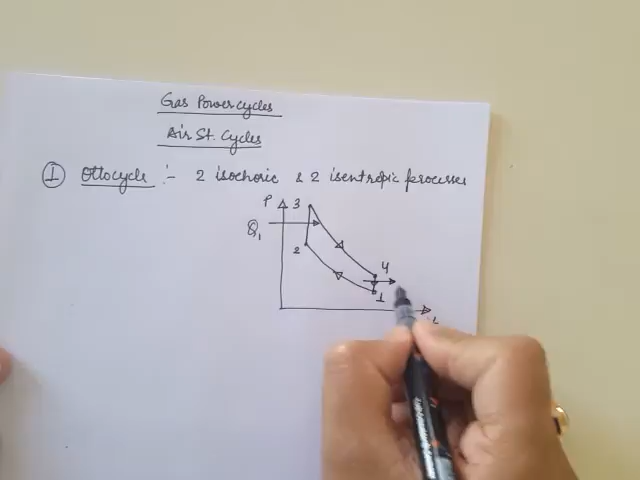 Gas Power cycles
Air St. Cycles
① Ottocycle :- 2 isochoric & 2 isentropic processes
P 3
Q1
2
4
1